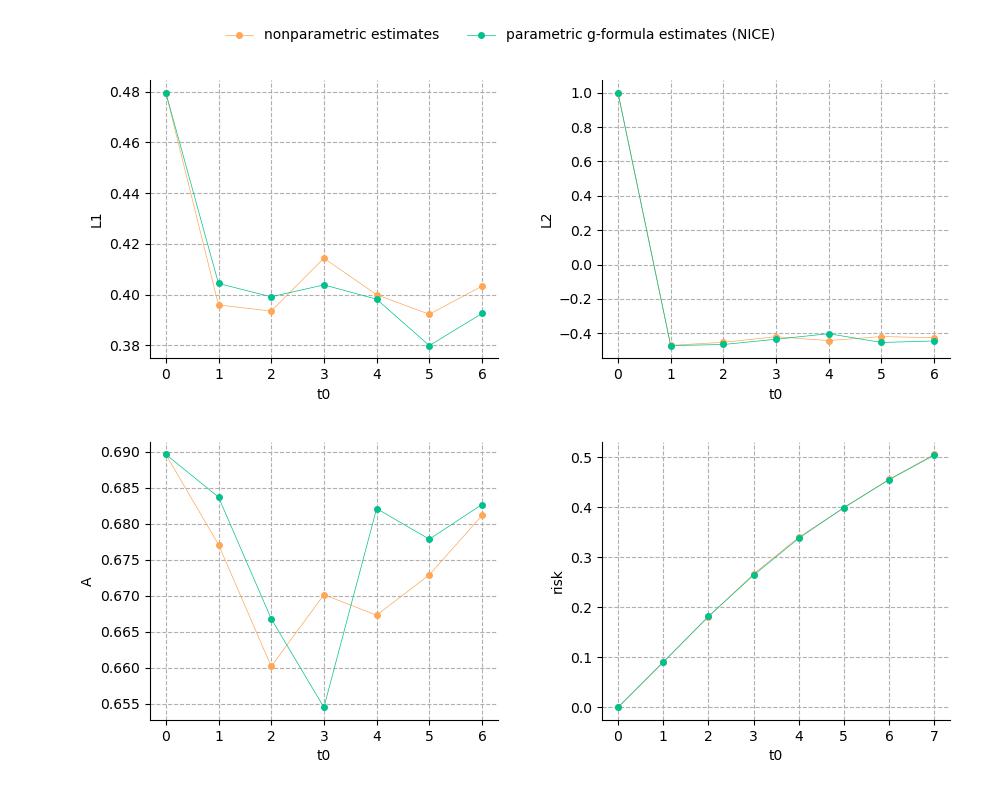 nonparametric estimates parametric g-formula estimates (NICE)
0.48
0.46
0.44
0.42
0.40
0.38
L1
0 1 2 3 4 5 6
t0
1.0
0.8
0.6
0.4
0.2
0.0
−0.2
−0.4
L2
0 1 2 3 4 5 6
t0
0.690
0.685
0.680
0.675
0.670
0.665
0.660
0.655
A
0 1 2 3 4 5 6
t0
0.5
0.4
0.3
0.2
0.1
0.0
risk
0 1 2 3 4 5 6 7
t0